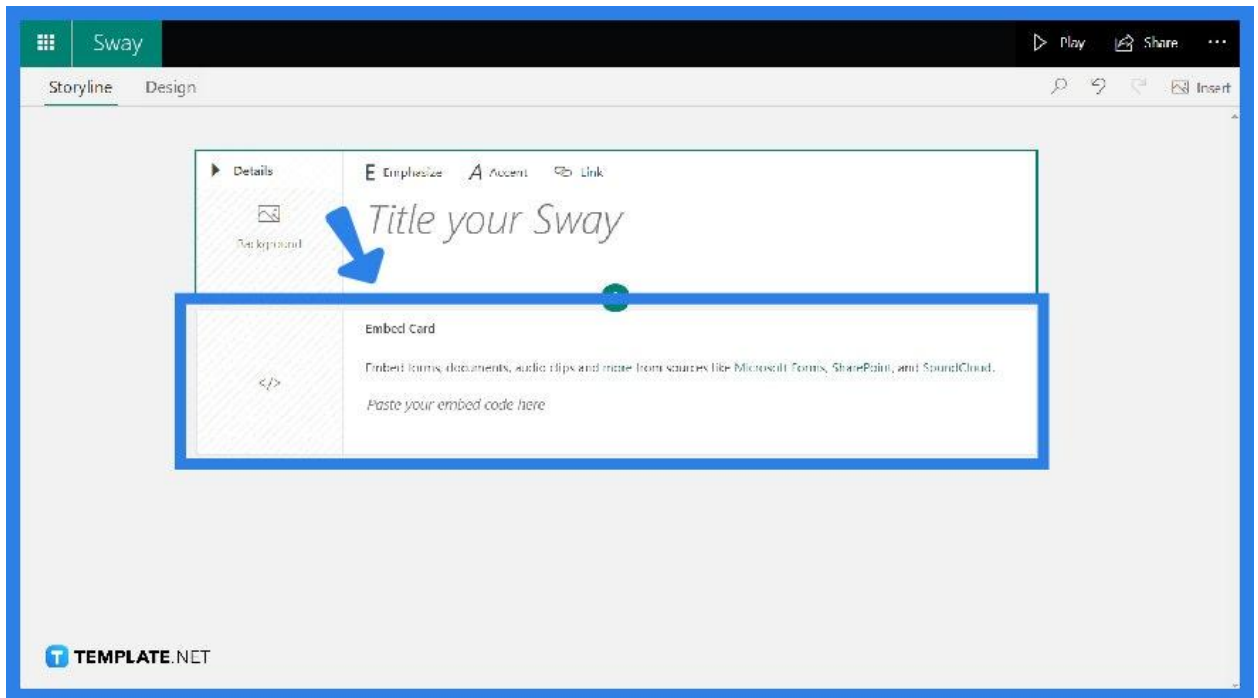 Sway
Play Share ...
Storyline Design
Insert
Details
E Emphasize A Accent Link
Background
Title your Sway
Embed Card
Embed forms, documents, audio clips and more from sources like Microsoft Forms, SharePoint, and SoundCloud.
</>
Paste your embed code here
T TEMPLATE.NET